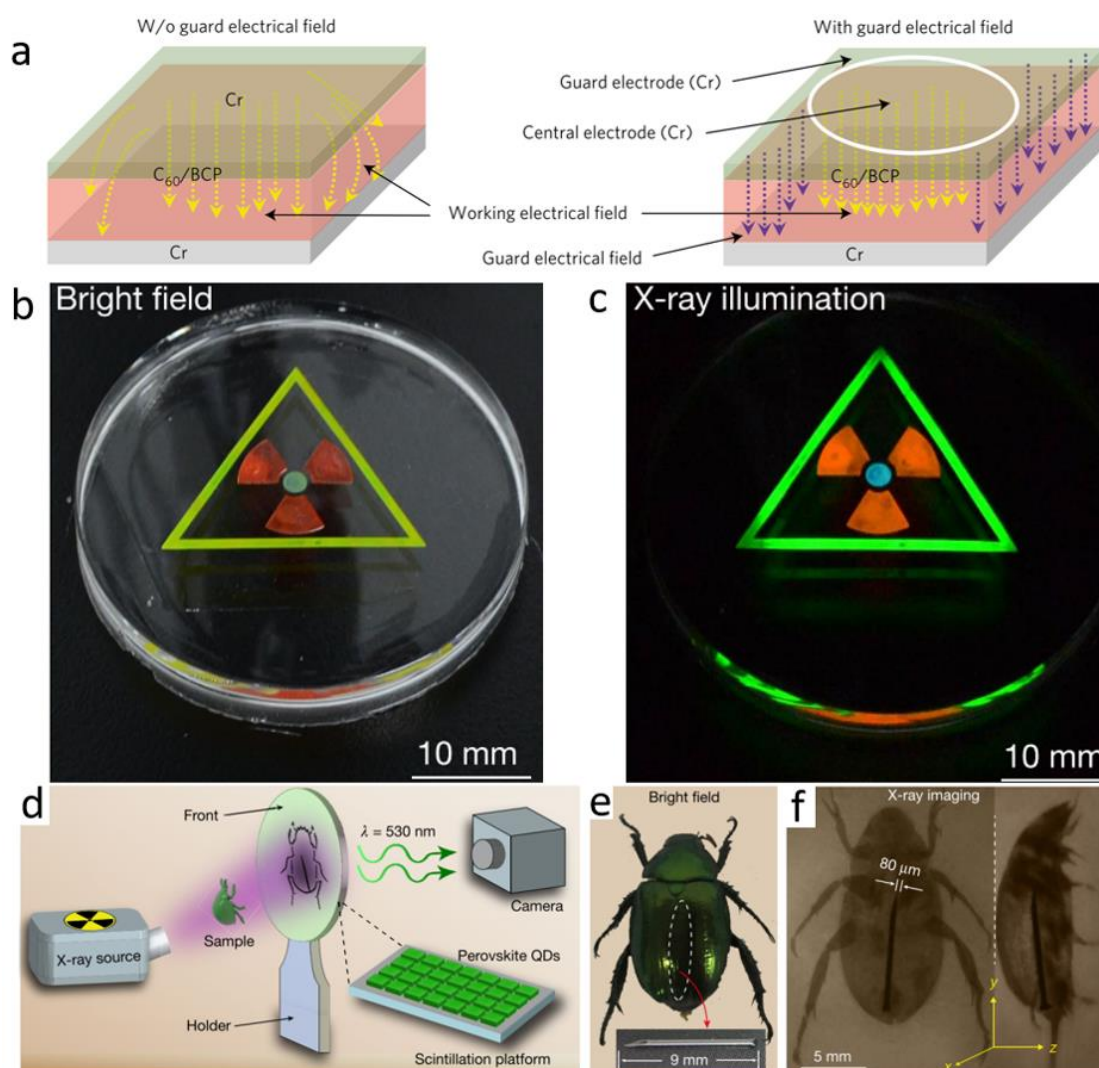 a
W/o guard electrical field
With guard electrical field
Cr
Guard electrode (Cr)
Central electrode (Cr)
C60/BCP
C60/BCP
Working electrical field
Guard electrical field
Cr
Cr
b
Bright field
10 mm
c
X-ray illumination
10 mm
d
Front
λ = 530 nm
Camera
Sample
X-ray source
Perovskite QDs
Holder
Scintillation platform
e
Bright field
9 mm
f
X-ray imaging
80 μm
y
z
x
5 mm